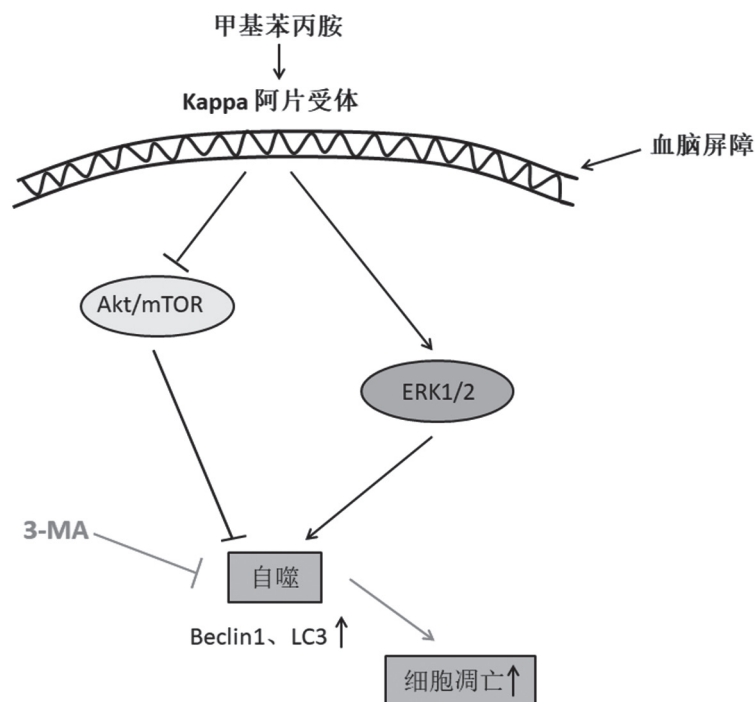 甲基苯丙胺
Kappa 阿片受体
血脑屏障
Akt/mTOR
ERK1/2
3-MA
自噬
Beclin1、LC3↑
细胞凋亡↑